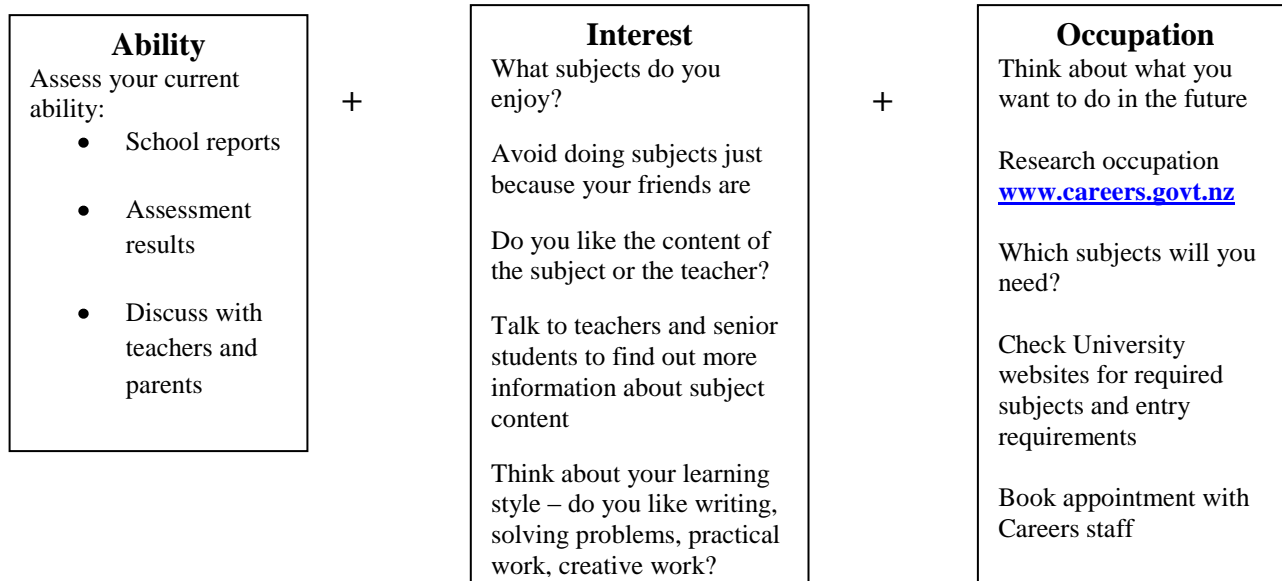 Ability
Assess your current
ability:
● School reports
● Assessment
results
● Discuss with
teachers and
parents
+
Interest
What subjects do you
enjoy?
Avoid doing subjects just
because your friends are
Do you like the content of
the subject or the teacher?
Talk to teachers and senior
students to find out more
information about subject
content
Think about your learning
style – do you like writing,
solving problems, practical
work, creative work?
+
Occupation
Think about what you
want to do in the future
Research occupation
www.careers.govt.nz
Which subjects will you
need?
Check University
websites for required
subjects and entry
requirements
Book appointment with
Careers staff